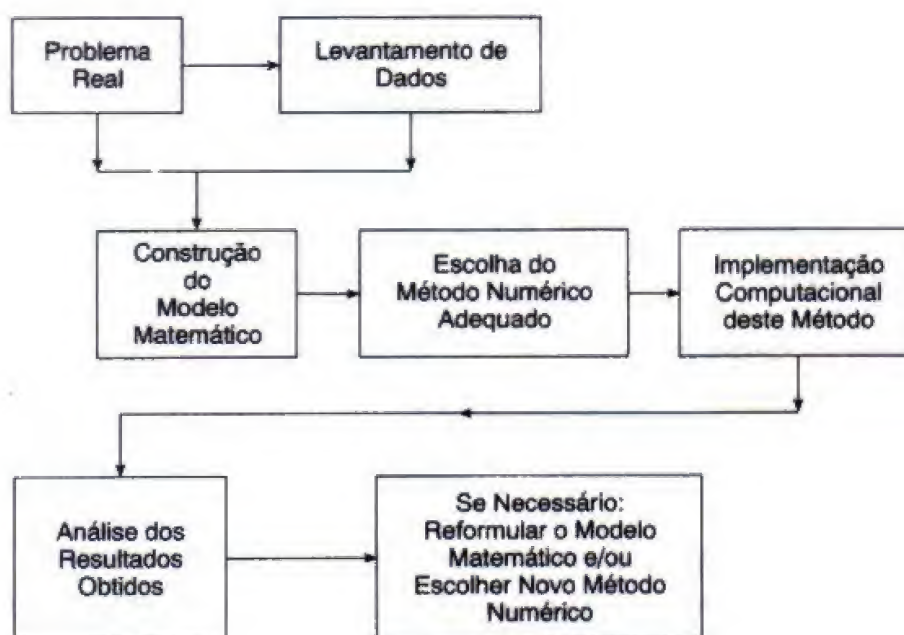 Problema
Real
Levantamento de
Dados
Construção
do
Modelo
Matemático
Escolha do
Método Numérico
Adequado
Implementação
Computacional
deste Método
Análise dos
Resultados
Obtidos
Se Necessário:
Reformular o Modelo
Matemático e/ou
Escolher Novo Método
Numérico